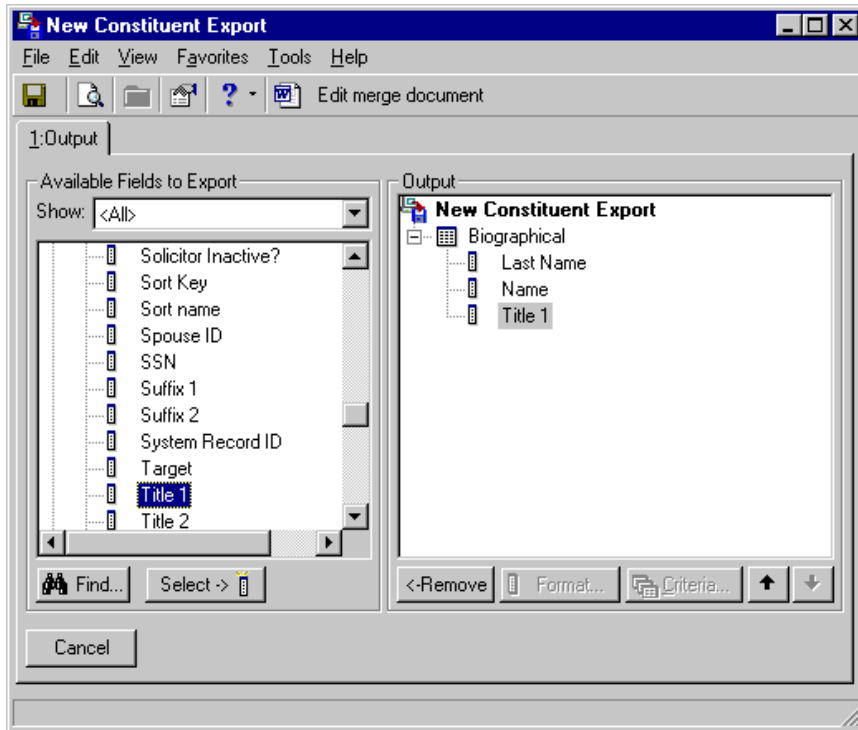 New Constituent Export
File Edit View Favorites Tools Help
? Edit merge document
1:Output
Available Fields to Export
Show: <All>
Solicitor Inactive?
Sort Key
Sort name
Spouse ID
SSN
Suffix 1
Suffix 2
System Record ID
Target
Title 1
Title 2
Find... Select ->
Output
New Constituent Export
Biographical
Last Name
Name
Title 1
<-Remove Format... Criteria...
Cancel